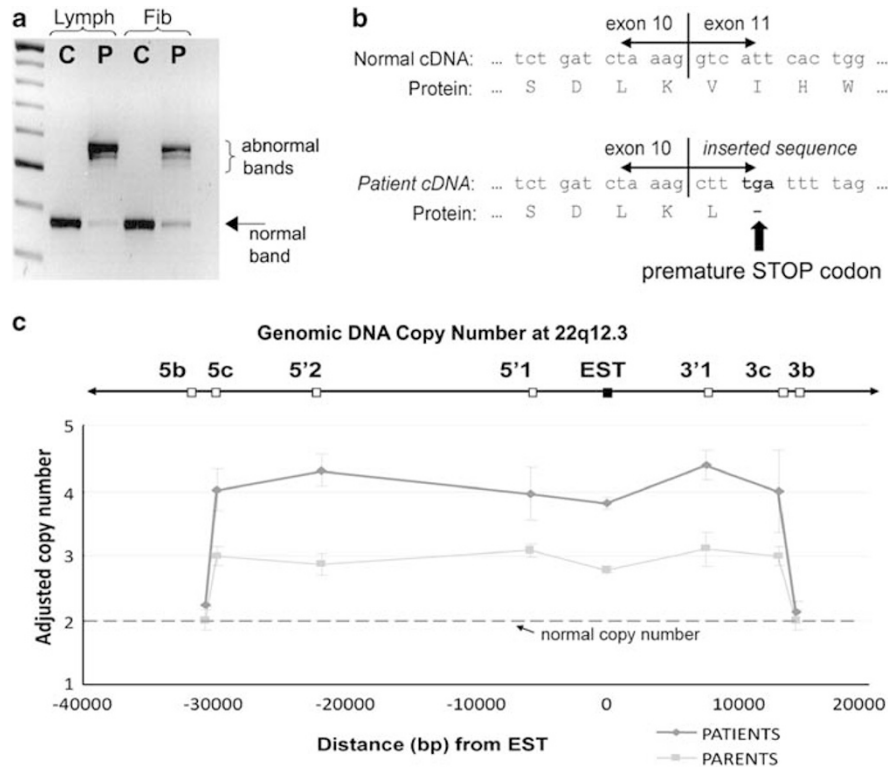 a
Lymph Fib
C P C P
abnormal
bands
normal
band
b
exon 10 exon 11
Normal cDNA: ... tct gat cta aag gtc att cac tgg ...
Protein: ... S D L K V I H W ...
exon 10 inserted sequence
Patient cDNA: ... tct gat cta aag ctt tga ttt tag ...
Protein: ... S D L K L –
premature STOP codon
c
Genomic DNA Copy Number at 22q12.3
5b 5c 5'2 5'1 EST 3'1 3c 3b
Adjusted copy number
5
4
3
2
1
normal copy number
-40000 -30000 -20000 -10000 0 10000 20000
Distance (bp) from EST
PATIENTS
PARENTS